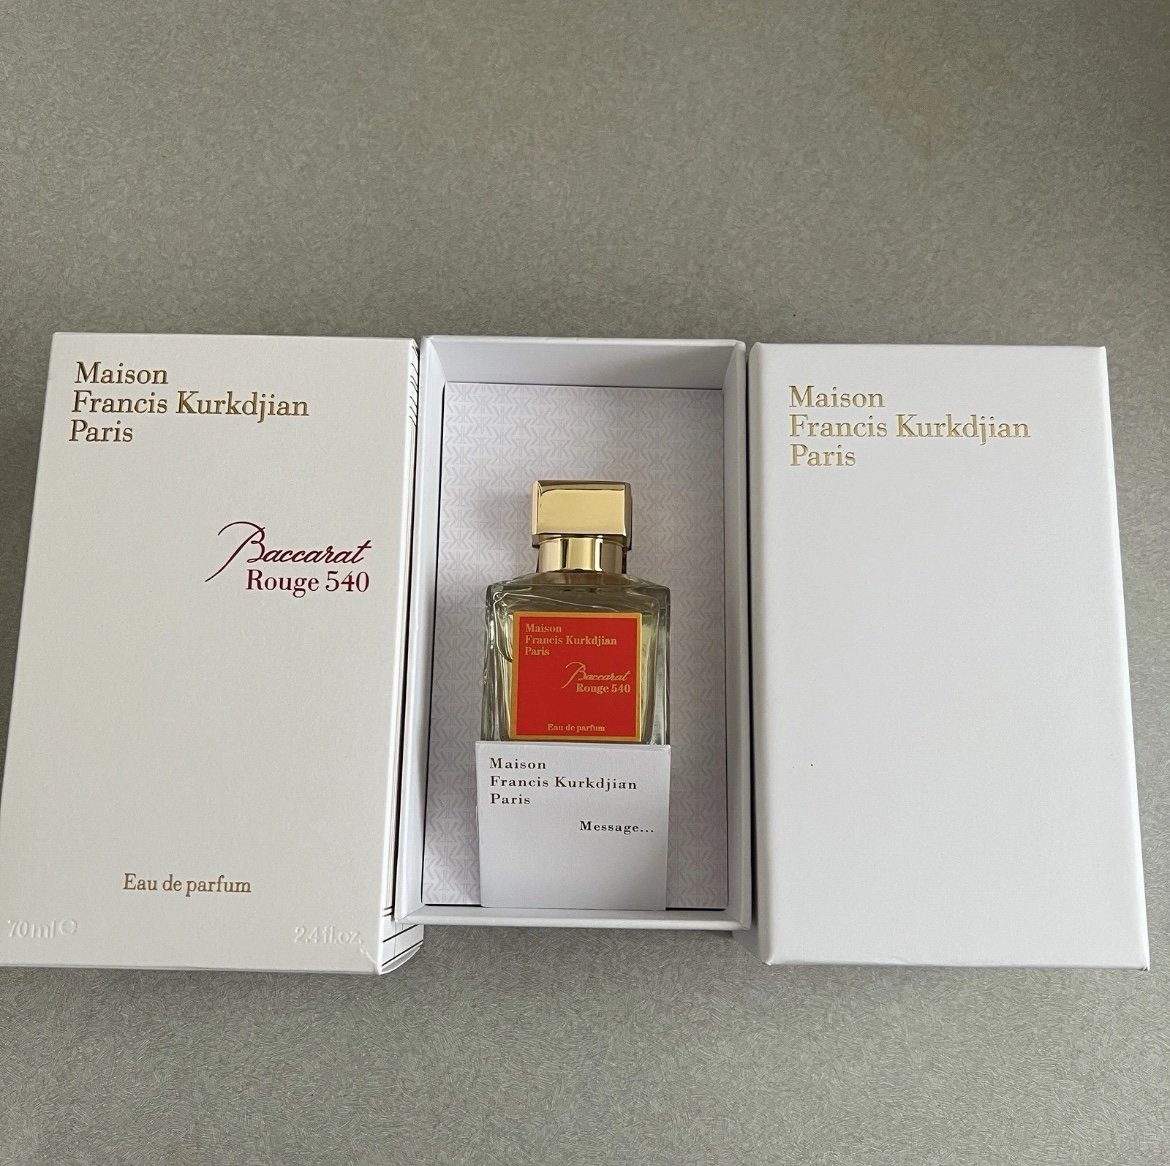 Maison
Francis Kurkdjian
Paris
Baccarat
Rouge 540
Eau de parfum
70ml e
2.4 fl.oz.
Maison
Francis Kurkdjian
Paris
Baccarat
Rouge 540
Eau de parfum
Maison
Francis Kurkdjian
Paris
Message...
Maison
Francis Kurkdjian
Paris